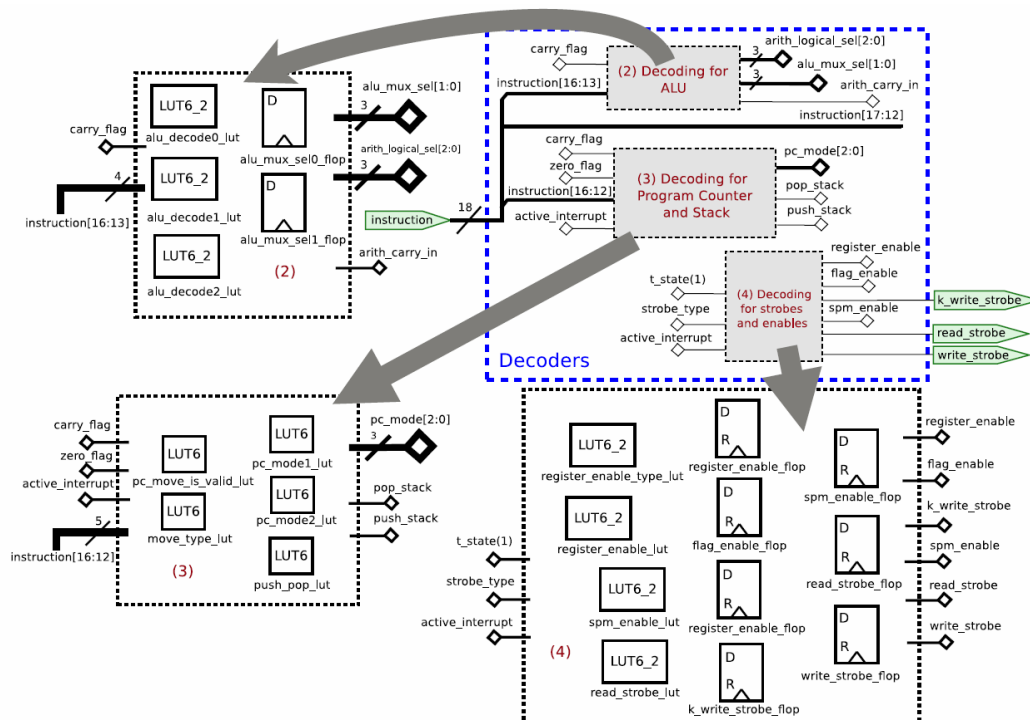 LUT6_2
alu_decode0_lut
carry_flag
LUT6_2
4
instruction[16:13]
alu_decode1_lut
LUT6_2
alu_decode2_lut
D
alu_mux_sel0_flop
D
alu_mux_sel1_flop
(2)
alu_mux_sel[1:0]
3
arith_logical_sel[2:0]
3
arith_carry_in
carry_flag
instruction[16:13]
(2) Decoding for
ALU
arith_logical_sel[2:0]
3
alu_mux_sel[1:0]
3
arith_carry_in
instruction[17:12]
instruction
18
carry_flag
zero_flag
instruction[16:12]
active_interrupt
(3) Decoding for
Program Counter
and Stack
pc_mode[2:0]
pop_stack
push_stack
t_state(1)
strobe_type
active_interrupt
(4) Decoding
for strobes
and enables
register_enable
flag_enable
spm_enable
k_write_strobe
read_strobe
write_strobe
Decoders
carry_flag
zero_flag
active_interrupt
5
instruction[16:12]
LUT6
pc_move_is_valid_lut
LUT6
move_type_lut
(3)
LUT6
pc_mode1_lut
LUT6
pc_mode2_lut
LUT6
push_pop_lut
pc_mode[2:0]
3
pop_stack
push_stack
t_state(1)
strobe_type
active_interrupt
LUT6_2
register_enable_type_lut
LUT6_2
register_enable_lut
LUT6_2
spm_enable_lut
(4)
LUT6_2
read_strobe_lut
D
R
register_enable_flop
D
R
flag_enable_flop
D
R
register_enable_flop
D
R
k_write_strobe_flop
D
R
spm_enable_flop
D
R
read_strobe_flop
D
R
write_strobe_flop
register_enable
flag_enable
k_write_strobe
spm_enable
read_strobe
write_strobe